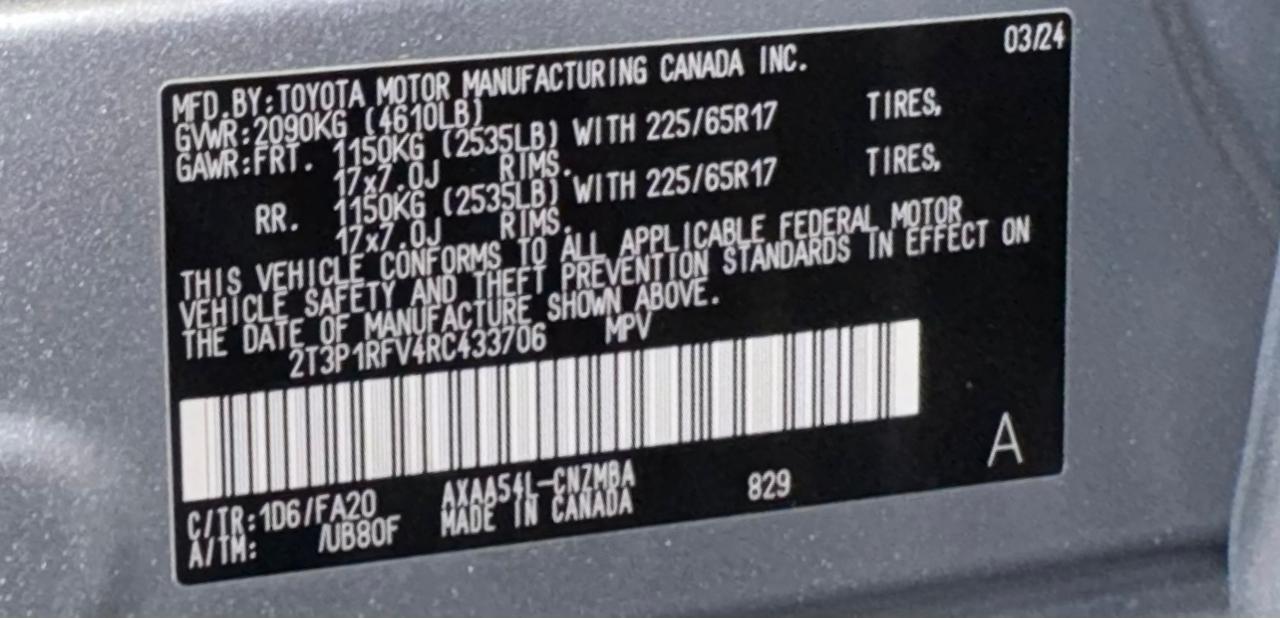 03/24
MFD.BY:TOYOTA MOTOR MANUFACTURING CANADA INC.
GVWR:2090KG (4610LB)
GAWR:FRT. 1150KG (2535LB) WITH 225/65R17 TIRES,
17x7.0J RIMS.
RR. 1150KG (2535LB) WITH 225/65R17 TIRES,
17x7.0J RIMS.
THIS VEHICLE CONFORMS TO ALL APPLICABLE FEDERAL MOTOR
VEHICLE SAFETY AND THEFT PREVENTION STANDARDS IN EFFECT ON
THE DATE OF MANUFACTURE SHOWN ABOVE.
2T3P1RFV4RC433706 MPV
A
C/TR:1D6/FA20 AXAA54L-CNZMBA 829
A/TM: /UB80F MADE IN CANADA